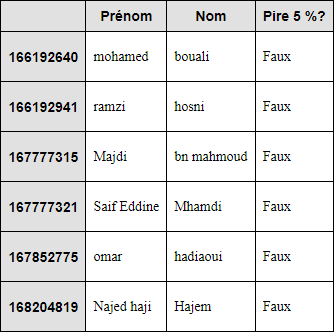 Prénom Nom Pire 5 %?
166192640 mohamed bouali Faux
166192941 ramzi hosni Faux
167777315 Majdi bn mahmoud Faux
167777321 Saif Eddine Mhamdi Faux
167852775 omar hadiaoui Faux
168204819 Najed haji Hajem Faux